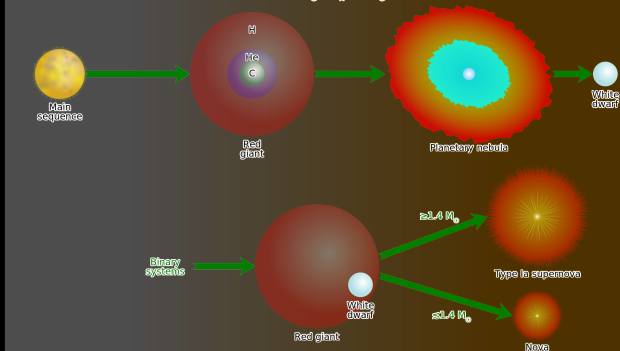 H
He
C
Main
sequence
Red
giant
Planetary nebula
White
dwarf
≥1.4 M☉
Binary
systems
Type Ia supernova
White
dwarf
≤1.4 M☉
Red giant
Nova